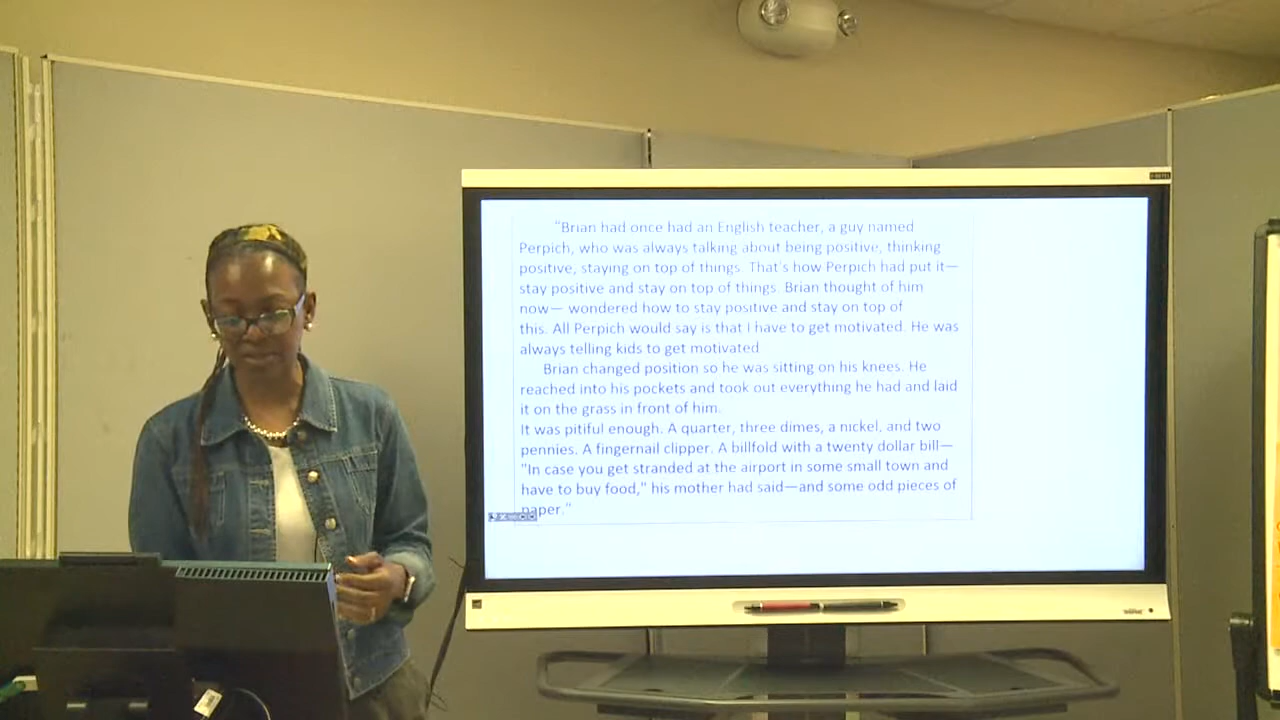 "Brian had once had an English teacher, a guy named
Perpich, who was always talking about being positive, thinking
positive, staying on top of things. That's how Perpich had put it—
stay positive and stay on top of things. Brian thought of him
now— wondered how to stay positive and stay on top of
this. All Perpich would say is that I have to get motivated. He was
always telling kids to get motivated
Brian changed position so he was sitting on his knees. He
reached into his pockets and took out everything he had and laid
it on the grass in front of him.
It was pitiful enough. A quarter, three dimes, a nickel, and two
pennies. A fingernail clipper. A billfold with a twenty dollar bill—
"In case you get stranded at the airport in some small town and
have to buy food," his mother had said—and some odd pieces of
paper."